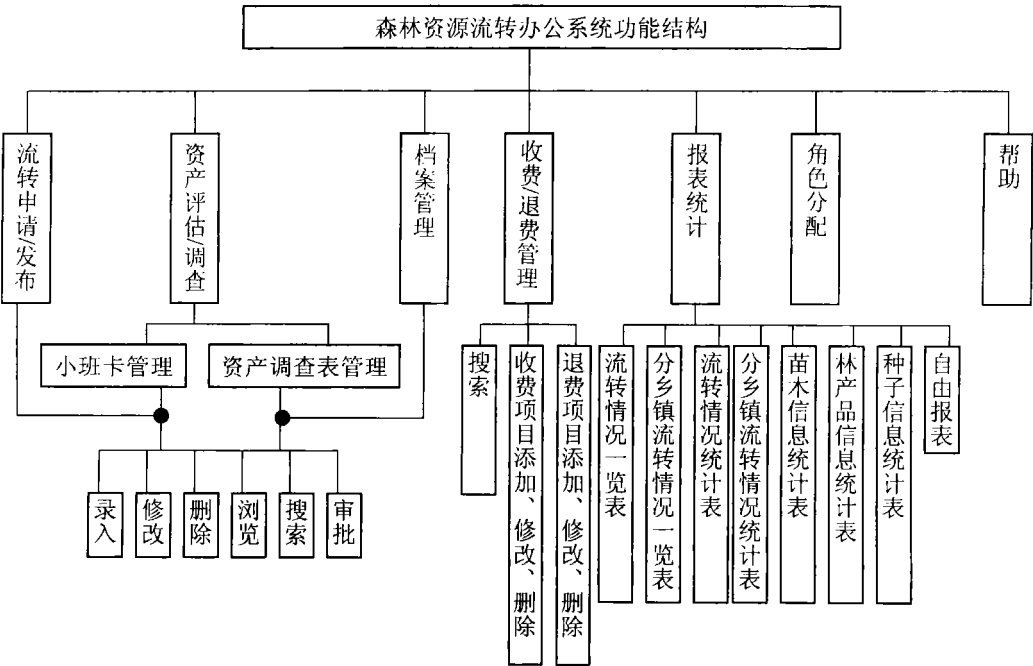 森林资源流转办公系统功能结构
流转申请/发布
资产评估/调查
档案管理
收费/退费管理
报表统计
角色分配
帮助
小班卡管理
资产调查表管理
搜索
收费项目添加、修改、删除
退费项目添加、修改、删除
流转情况一览表
分乡镇流转情况一览表
流转情况统计表
分乡镇流转情况统计表
苗木信息统计表
林产品信息统计表
种子信息统计表
自由报表
录入
修改
删除
浏览
搜索
审批